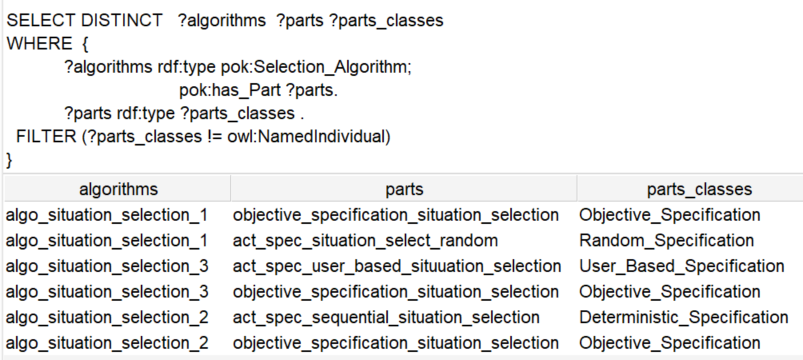 SELECT DISTINCT ?algorithms ?parts ?parts_classes
WHERE {
?algorithms rdf:type pok:Selection_Algorithm;
pok:has_Part ?parts.
?parts rdf:type ?parts_classes .
FILTER (?parts_classes != owl:NamedIndividual)
}
algorithms parts parts_classes
algo_situation_selection_1 objective_specification_situation_selection Objective_Specification
algo_situation_selection_1 act_spec_situation_select_random Random_Specification
algo_situation_selection_3 act_spec_user_based_situuation_selection User_Based_Specification
algo_situation_selection_3 objective_specification_situation_selection Objective_Specification
algo_situation_selection_2 act_spec_sequential_situation_selection Deterministic_Specification
algo_situation_selection_2 objective_specification_situation_selection Objective_Specification